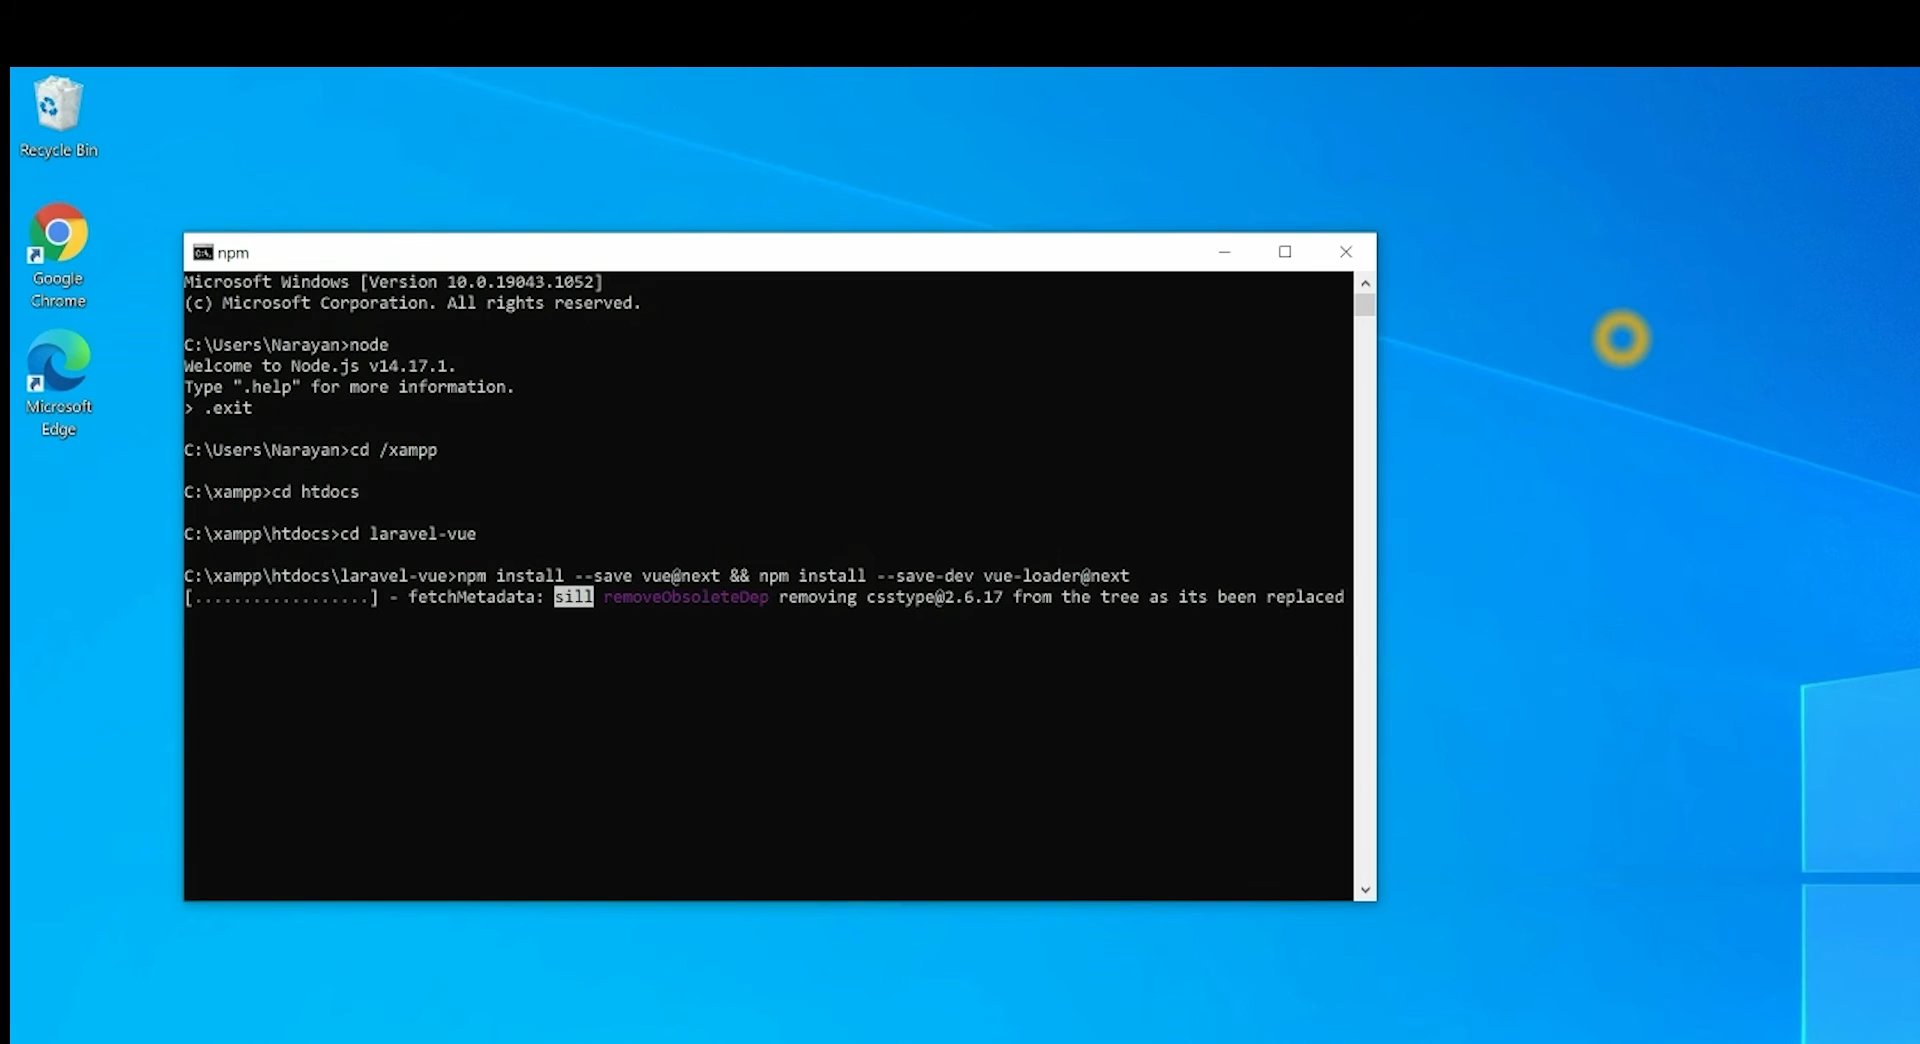 Recycle Bin
Google
Chrome
Microsoft
Edge
npm
Microsoft Windows [Version 10.0.19043.1052]
(c) Microsoft Corporation. All rights reserved.
C:\Users\Narayan>node
Welcome to Node.js v14.17.1.
Type ".help" for more information.
> .exit
C:\Users\Narayan>cd /xampp
C:\xampp>cd htdocs
C:\xampp\htdocs>cd laravel-vue
C:\xampp\htdocs\laravel-vue>npm install --save vue@next && npm install --save-dev vue-loader@next
[..................] - fetchMetadata: sill removeObsoleteDep removing csstype@2.6.17 from the tree as its been replaced